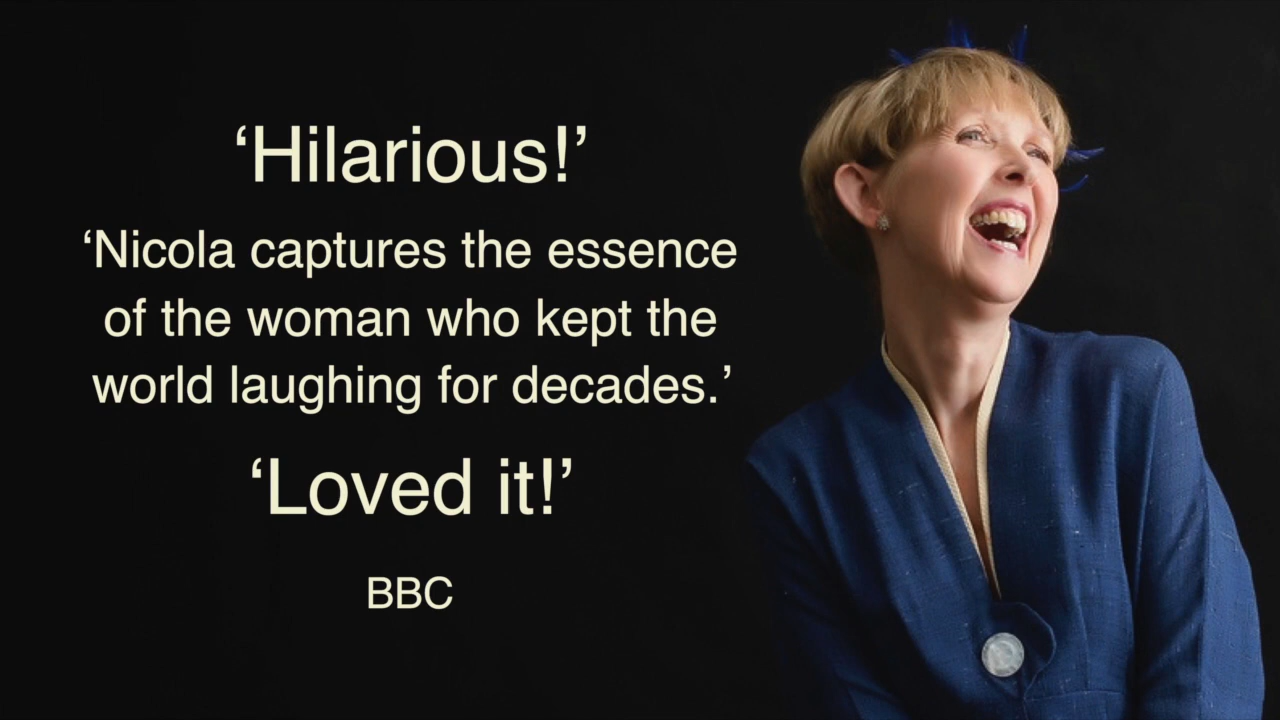 ‘Hilarious!’
‘Nicola captures the essence
of the woman who kept the
world laughing for decades.’
‘Loved it!’
BBC